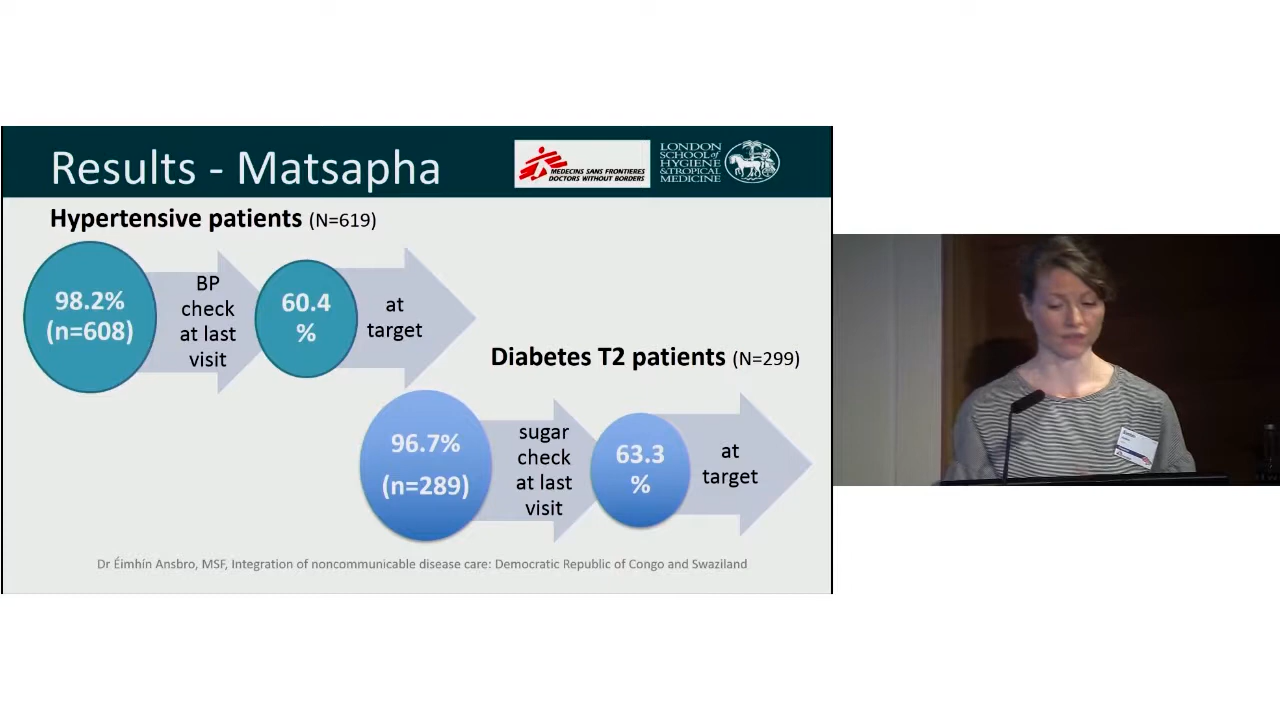 Results - Matsapha
MEDECINS SANS FRONTIERES
DOCTORS WITHOUT BORDERS
LONDON
SCHOOL of
HYGIENE
& TROPICAL
MEDICINE
Hypertensive patients (N=619)
98.2%
(n=608)
BP
check
at last
visit
60.4
%
at
target
Diabetes T2 patients (N=299)
96.7%
(n=289)
sugar
check
at last
visit
63.3
%
at
target
Dr Éimhín Ansbro, MSF, Integration of noncommunicable disease care: Democratic Republic of Congo and Swaziland